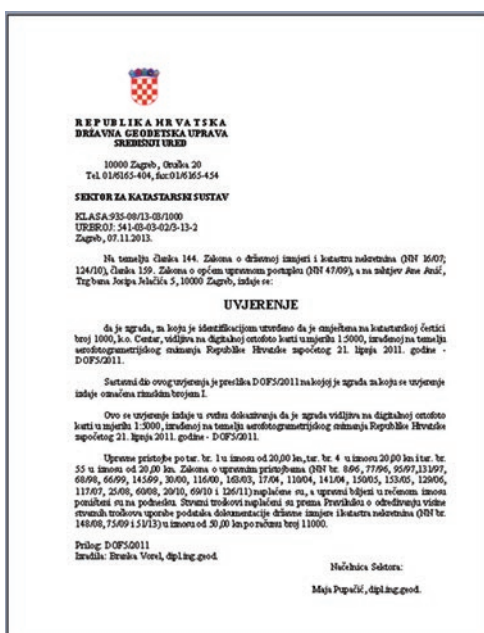 REPUBLIKA HRVATSKA
DRŽAVNA GEODETSKA UPRAVA
SREDIŠNJI URED
10000 Zagreb, Gruška 20
Tel. 01/6165-404, fax:01/6165-454
SEKTOR ZA KATASTARSKI SUSTAV
KLASA:935-08/13-03/1000
URBROJ: 541-03-03-02/3-13-2
Zagreb, 07.11.2013.
Na temelju članka 144. Zakona o državnoj izmjeri i katastru nekretnina (NN 16/07;
124/10), članka 159. Zakona o općem upravnom postupku (NN 47/09), a na zahtjev Ane Anić,
Trg bana Josipa Jelačića 5, 10000 Zagreb, izdaje se:
UVJERENJE
da je zgrada, za koju je identifikacijom utvrđeno da je smještena na katastarskoj čestici
broj 1000, k.o. Centar, vidljiva na digitalnoj ortofoto karti u mjerilu 1:5000, izrađenoj na temelju
aerofotogrametrijskog snimanja Republike Hrvatske započetog 21. lipnja 2011. godine -
DOF5/2011.
Sastavni dio ovog uvjerenja je preslika DOF5/2011 na kojoj je zgrada za koju se uvjerenje
izdaje označena rimskim brojem I.
Ovo se uvjerenje izdaje u svrhu dokazivanja da je zgrada vidljiva na digitalnoj ortofoto
karti u mjerilu 1:5000, izrađenoj na temelju aerofotogrametrijskog snimanja Republike Hrvatske
započetog 21. lipnja 2011. godine - DOF5/2011.
Upravne pristojbe po tar. br. 1 u iznosu od 20,00 kn, tar. br. 4 u iznosu 20,00 kn i tar. br.
55 u iznosu od 20,00 kn. Zakona o upravnim pristojbama (NN br. 8/96, 77/96, 95/97, 131/97,
68/98, 66/99, 145/99, 30/00, 116/00, 163/03, 17/04, 110/04, 141/04, 150/05, 153/05, 129/06,
117/07, 25/08, 60/08, 20/10, 69/10 i 126/11) naplaćene su, a upravni biljezi u rečenom iznosu
poništeni su na podnesku. Stvarni troškovi naplaćeni su prema Pravilniku o određivanju visine
stvarnih troškova uporabe podataka dokumentacije državne izmjere i katastra nekretnina (NN br.
148/08, 75/09 i 51/13) u iznosu od 50,00 kn po računu broj 11000.
Prilog: DOF5/2011
Izradila: Branka Vorel, dipl.ing.geod.
Načelnica Sektora:
Maja Pupačić, dipl.ing.geod.